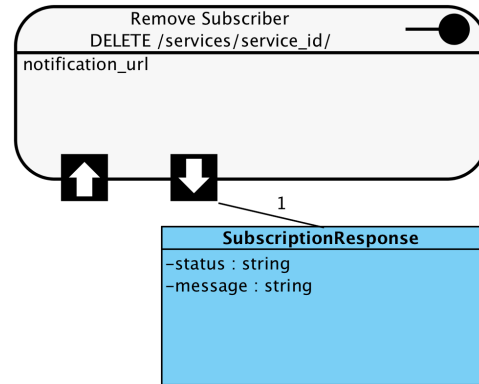 Remove Subscriber
DELETE /services/service_id/
notification_url
1
SubscriptionResponse
-status : string
-message : string